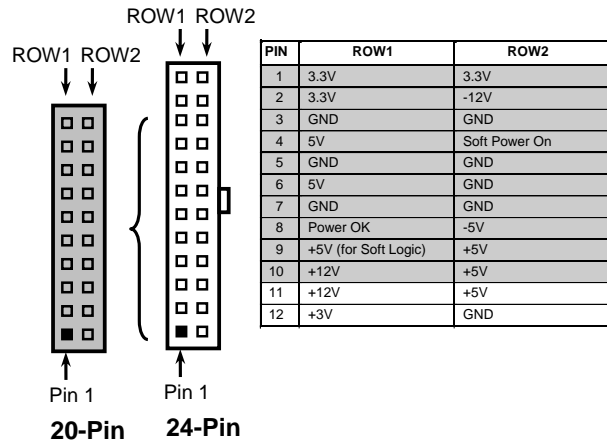 ROW1 ROW2
ROW1 ROW2
Pin 1
20-Pin
Pin 1
24-Pin
PIN ROW1 ROW2
1 3.3V 3.3V
2 3.3V -12V
3 GND GND
4 5V Soft Power On
5 GND GND
6 5V GND
7 GND GND
8 Power OK -5V
9 +5V (for Soft Logic) +5V
10 +12V +5V
11 +12V +5V
12 +3V GND